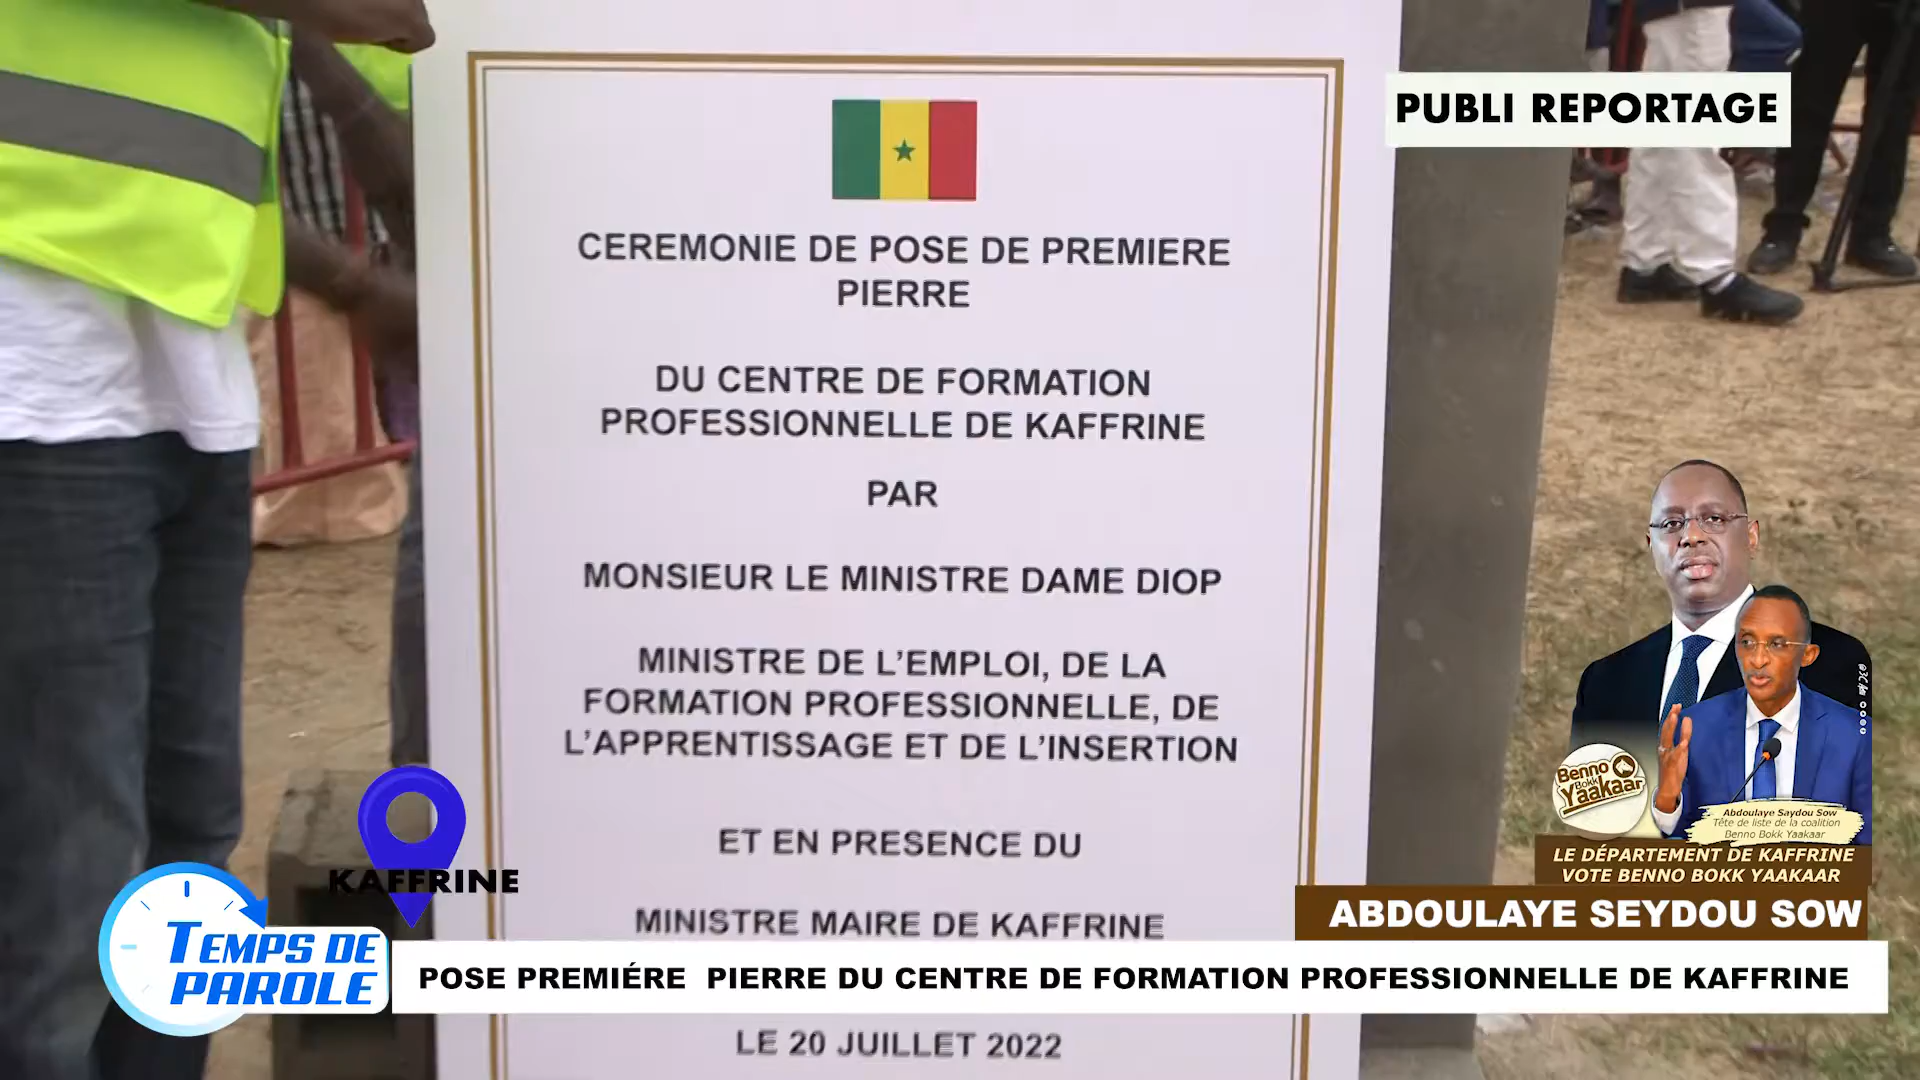 PUBLI REPORTAGE
CEREMONIE DE POSE DE PREMIERE
PIERRE
DU CENTRE DE FORMATION
PROFESSIONNELLE DE KAFFRINE
PAR
MONSIEUR LE MINISTRE DAME DIOP
MINISTRE DE L'EMPLOI, DE LA
FORMATION PROFESSIONNELLE, DE
L'APPRENTISSAGE ET DE L'INSERTION
ET EN PRESENCE DU
MINISTRE MAIRE DE KAFFRINE
LE 20 JUILLET 2022
Benno
Bokk
Yaakaar
Abdoulaye Saydou Sow
Tête de liste de la coalition
Benno Bokk Yaakaar
LE DÉPARTEMENT DE KAFFRINE
VOTE BENNO BOKK YAAKAAR
ABDOULAYE SEYDOU SOW
KAFFRINE
TEMPS DE
PAROLE
POSE PREMIÉRE PIERRE DU CENTRE DE FORMATION PROFESSIONNELLE DE KAFFRINE